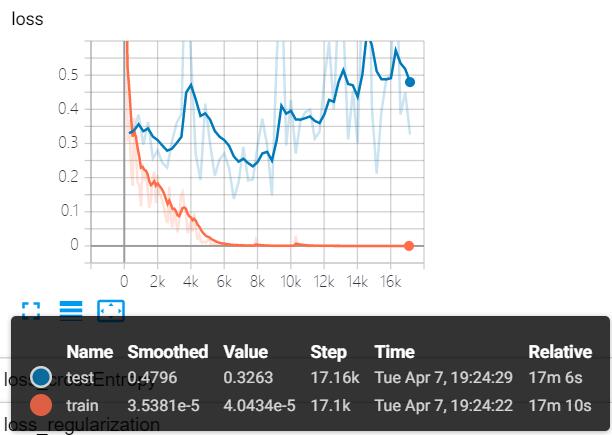 loss
0.5
0.4
0.3
0.2
0.1
0
0 2k 4k 6k 8k 10k 12k 14k 16k
Name Smoothed Value Step Time Relative
loss_crossEntropy
test 0.4796 0.3263 17.16k Tue Apr 7, 19:24:29 17m 6s
train 3.5381e-5 4.0434e-5 17.1k Tue Apr 7, 19:24:22 17m 10s
loss_regularization